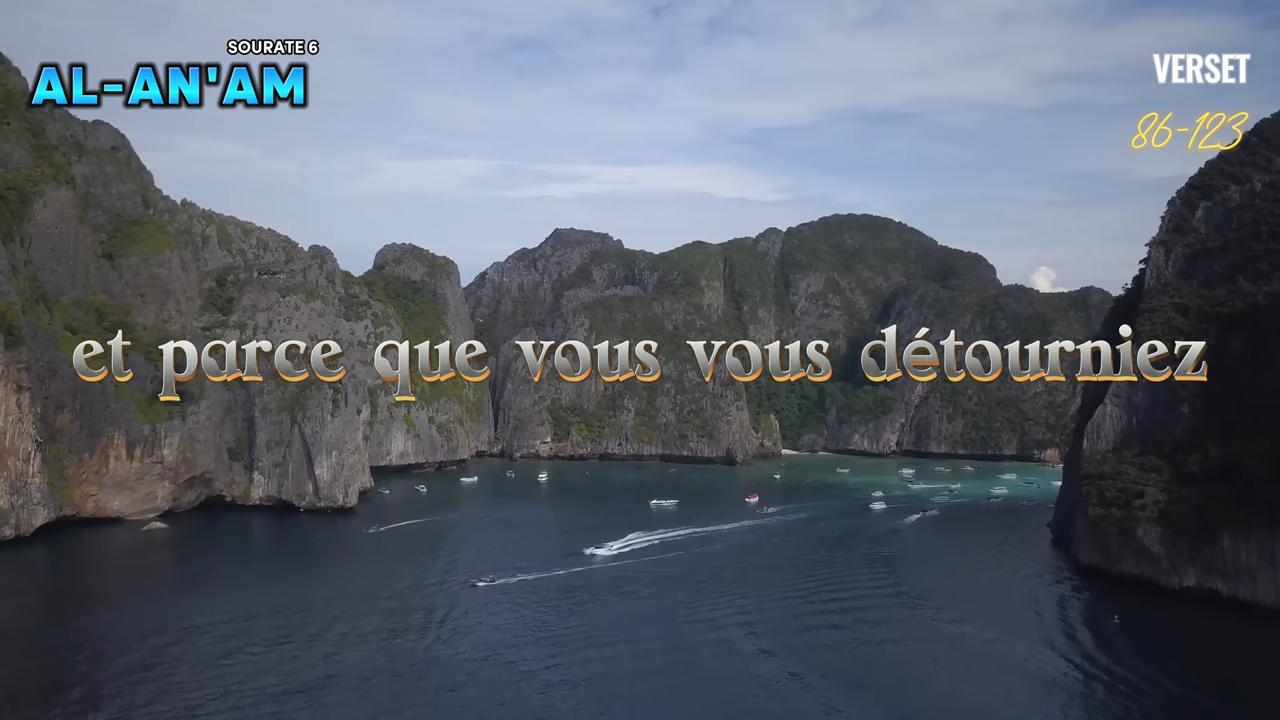 SOURATE 6
AL-AN'AM
VERSET
86-123
et parce que vous vous détourniez